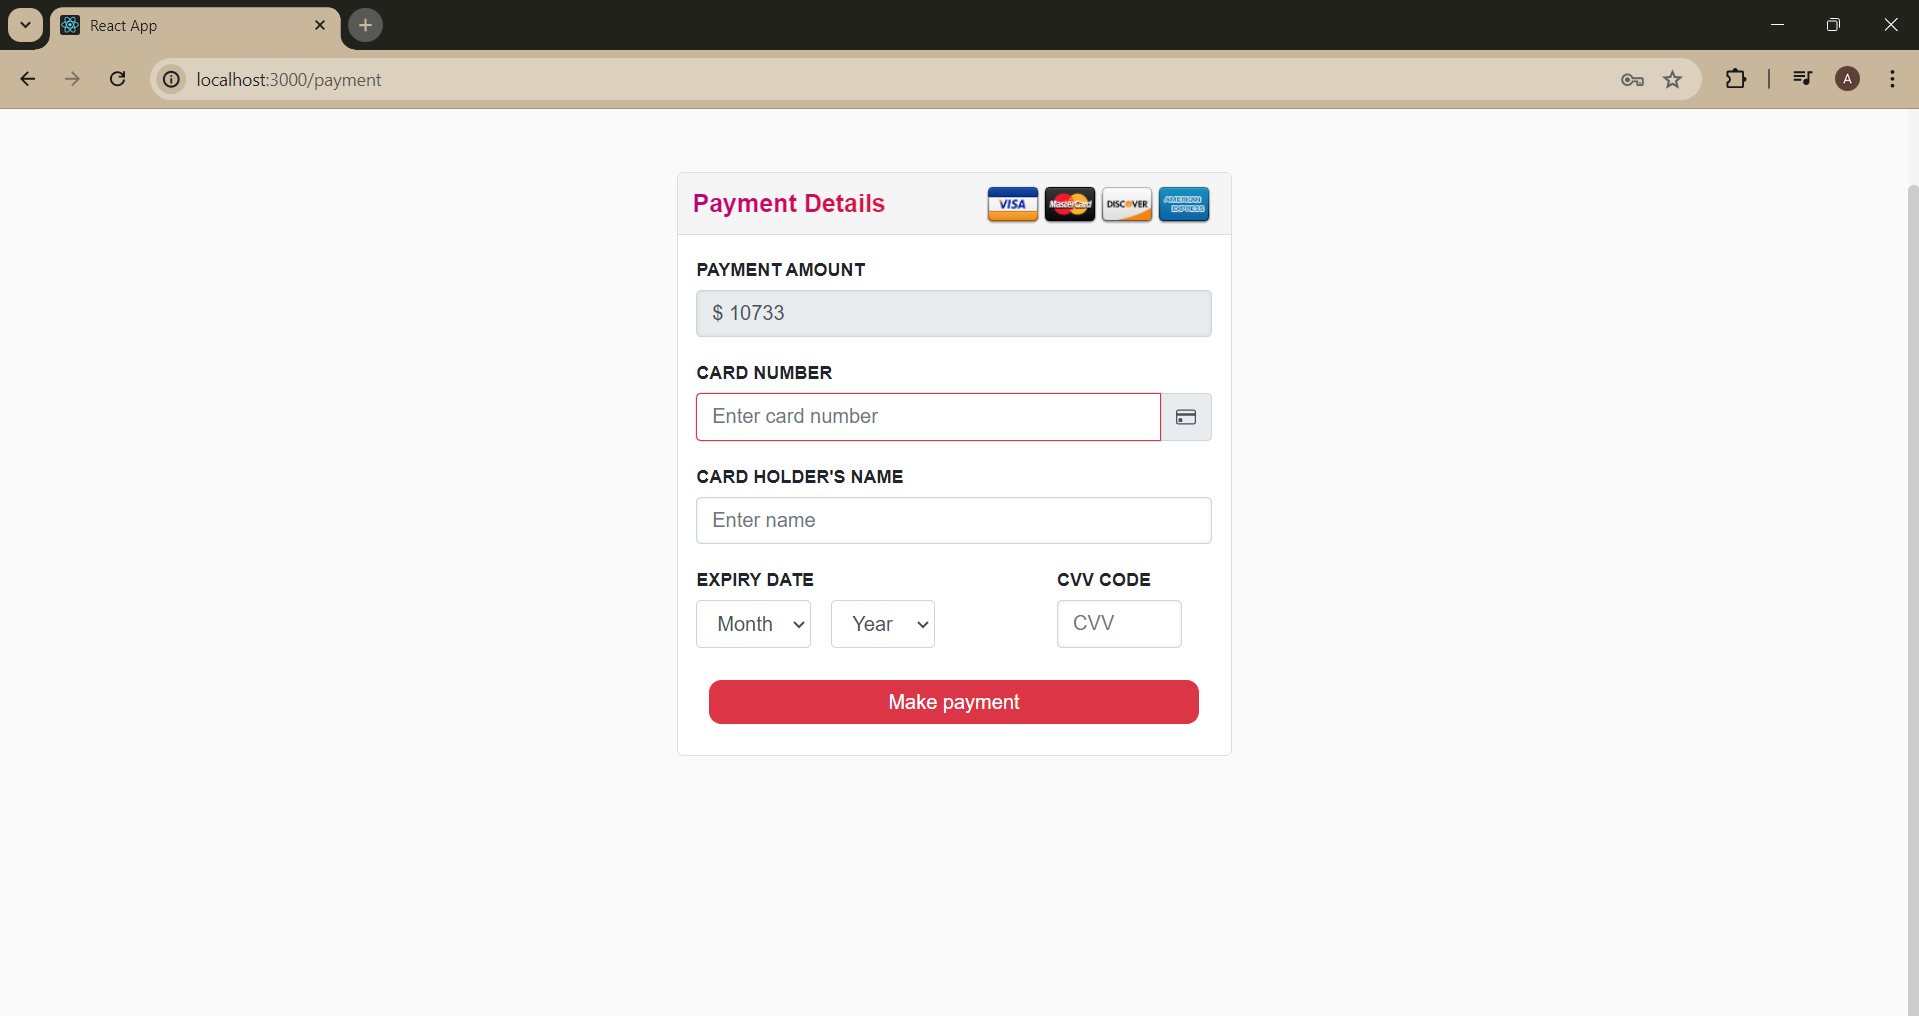 React App
localhost:3000/payment
A
Payment Details
VISA MasterCard DISCOVER AMERICAN EXPRESS
PAYMENT AMOUNT
$ 10733
CARD NUMBER
Enter card number
CARD HOLDER'S NAME
Enter name
EXPIRY DATE CVV CODE
Month Year CVV
Make payment